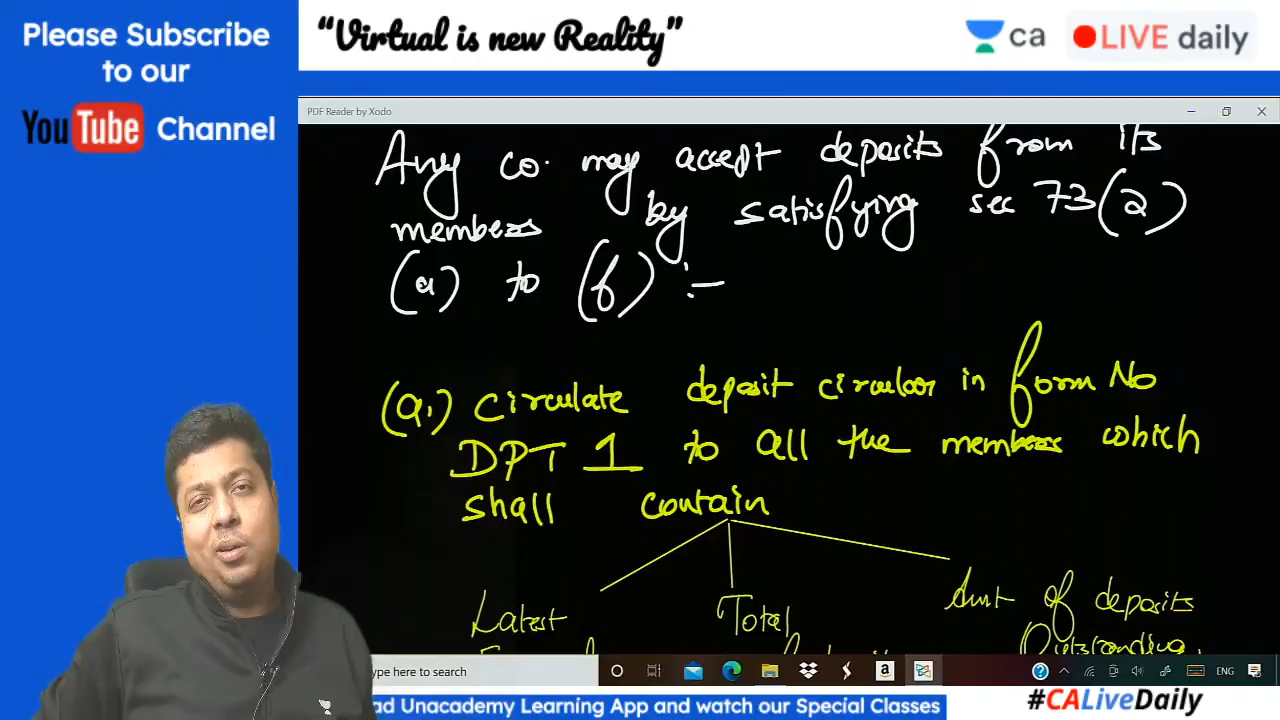 Please Subscribe
to our
YouTube Channel
"Virtual is new Reality"
ca
LIVE daily
PDF Reader by Xodo
Any co. may accept deposits from its
members by satisfying sec 73(2)
(a) to (f) :-
(a.) circulate deposit circular in form No
DPT 1 to all the members which
shall contain
Latest
Total
Amt of deposits
Outstanding
ype here to search
ENG
ad Unacademy Learning App and watch our Special Classes
#CALiveDaily